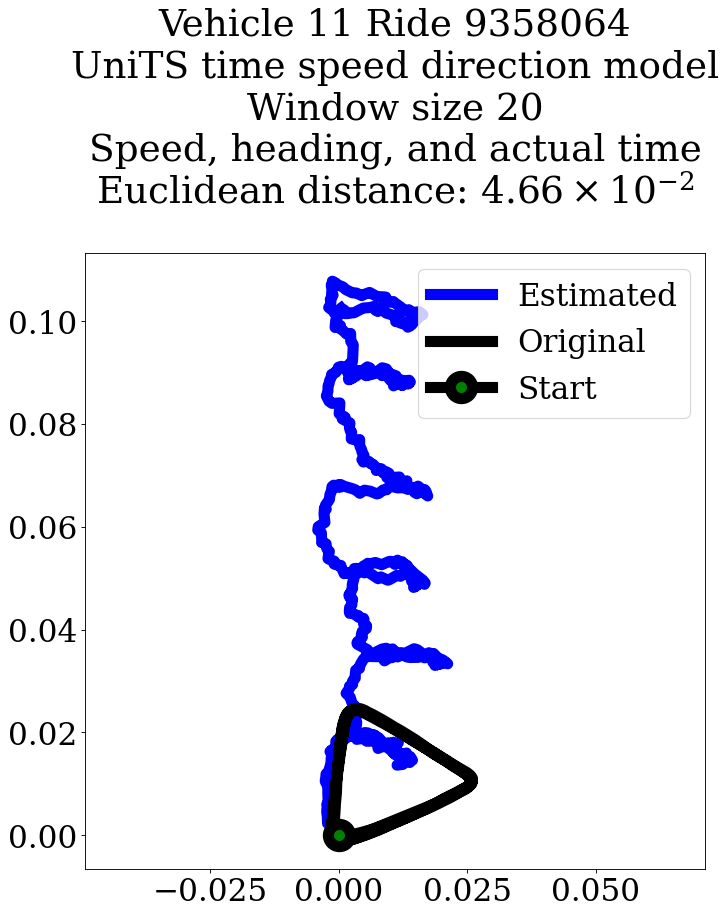 Vehicle 11 Ride 9358064
UniTS time speed direction model
Window size 20
Speed, heading, and actual time
Euclidean distance: 4.66 × 10⁻²
Estimated
Original
Start
0.10
0.08
0.06
0.04
0.02
0.00
−0.025 0.000 0.025 0.050